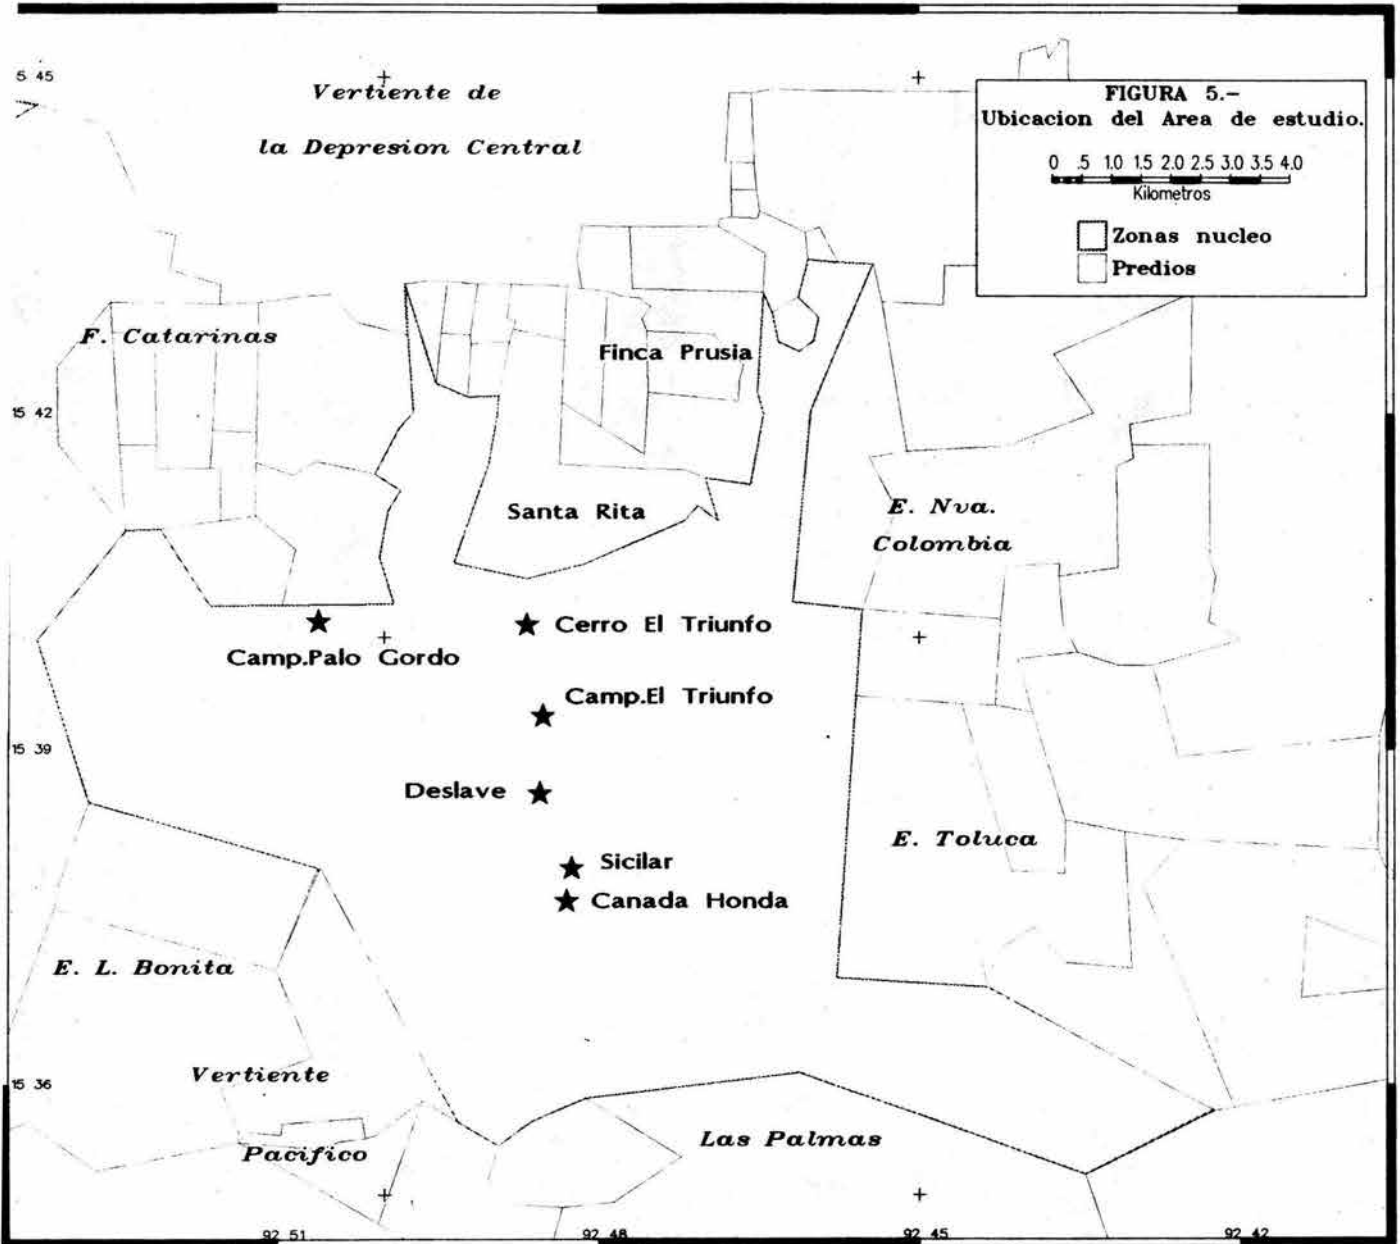 5 45
Vertiente de
la Depresion Central
FIGURA 5.-
Ubicacion del Area de estudio.
0 .5 1.0 1.5 2.0 2.5 3.0 3.5 4.0
Kilometros
Zonas nucleo
Predios
F. Catarinas
Finca Prusia
15 42
Santa Rita
E. Nva.
Colombia
Cerro El Triunfo
Camp.Palo Gordo
Camp.El Triunfo
15 39
Deslave
E. Toluca
Sicilar
Canada Honda
E. L. Bonita
Vertiente
15 36
Las Palmas
Pacifico
92 51
92 48
92 45
92 42